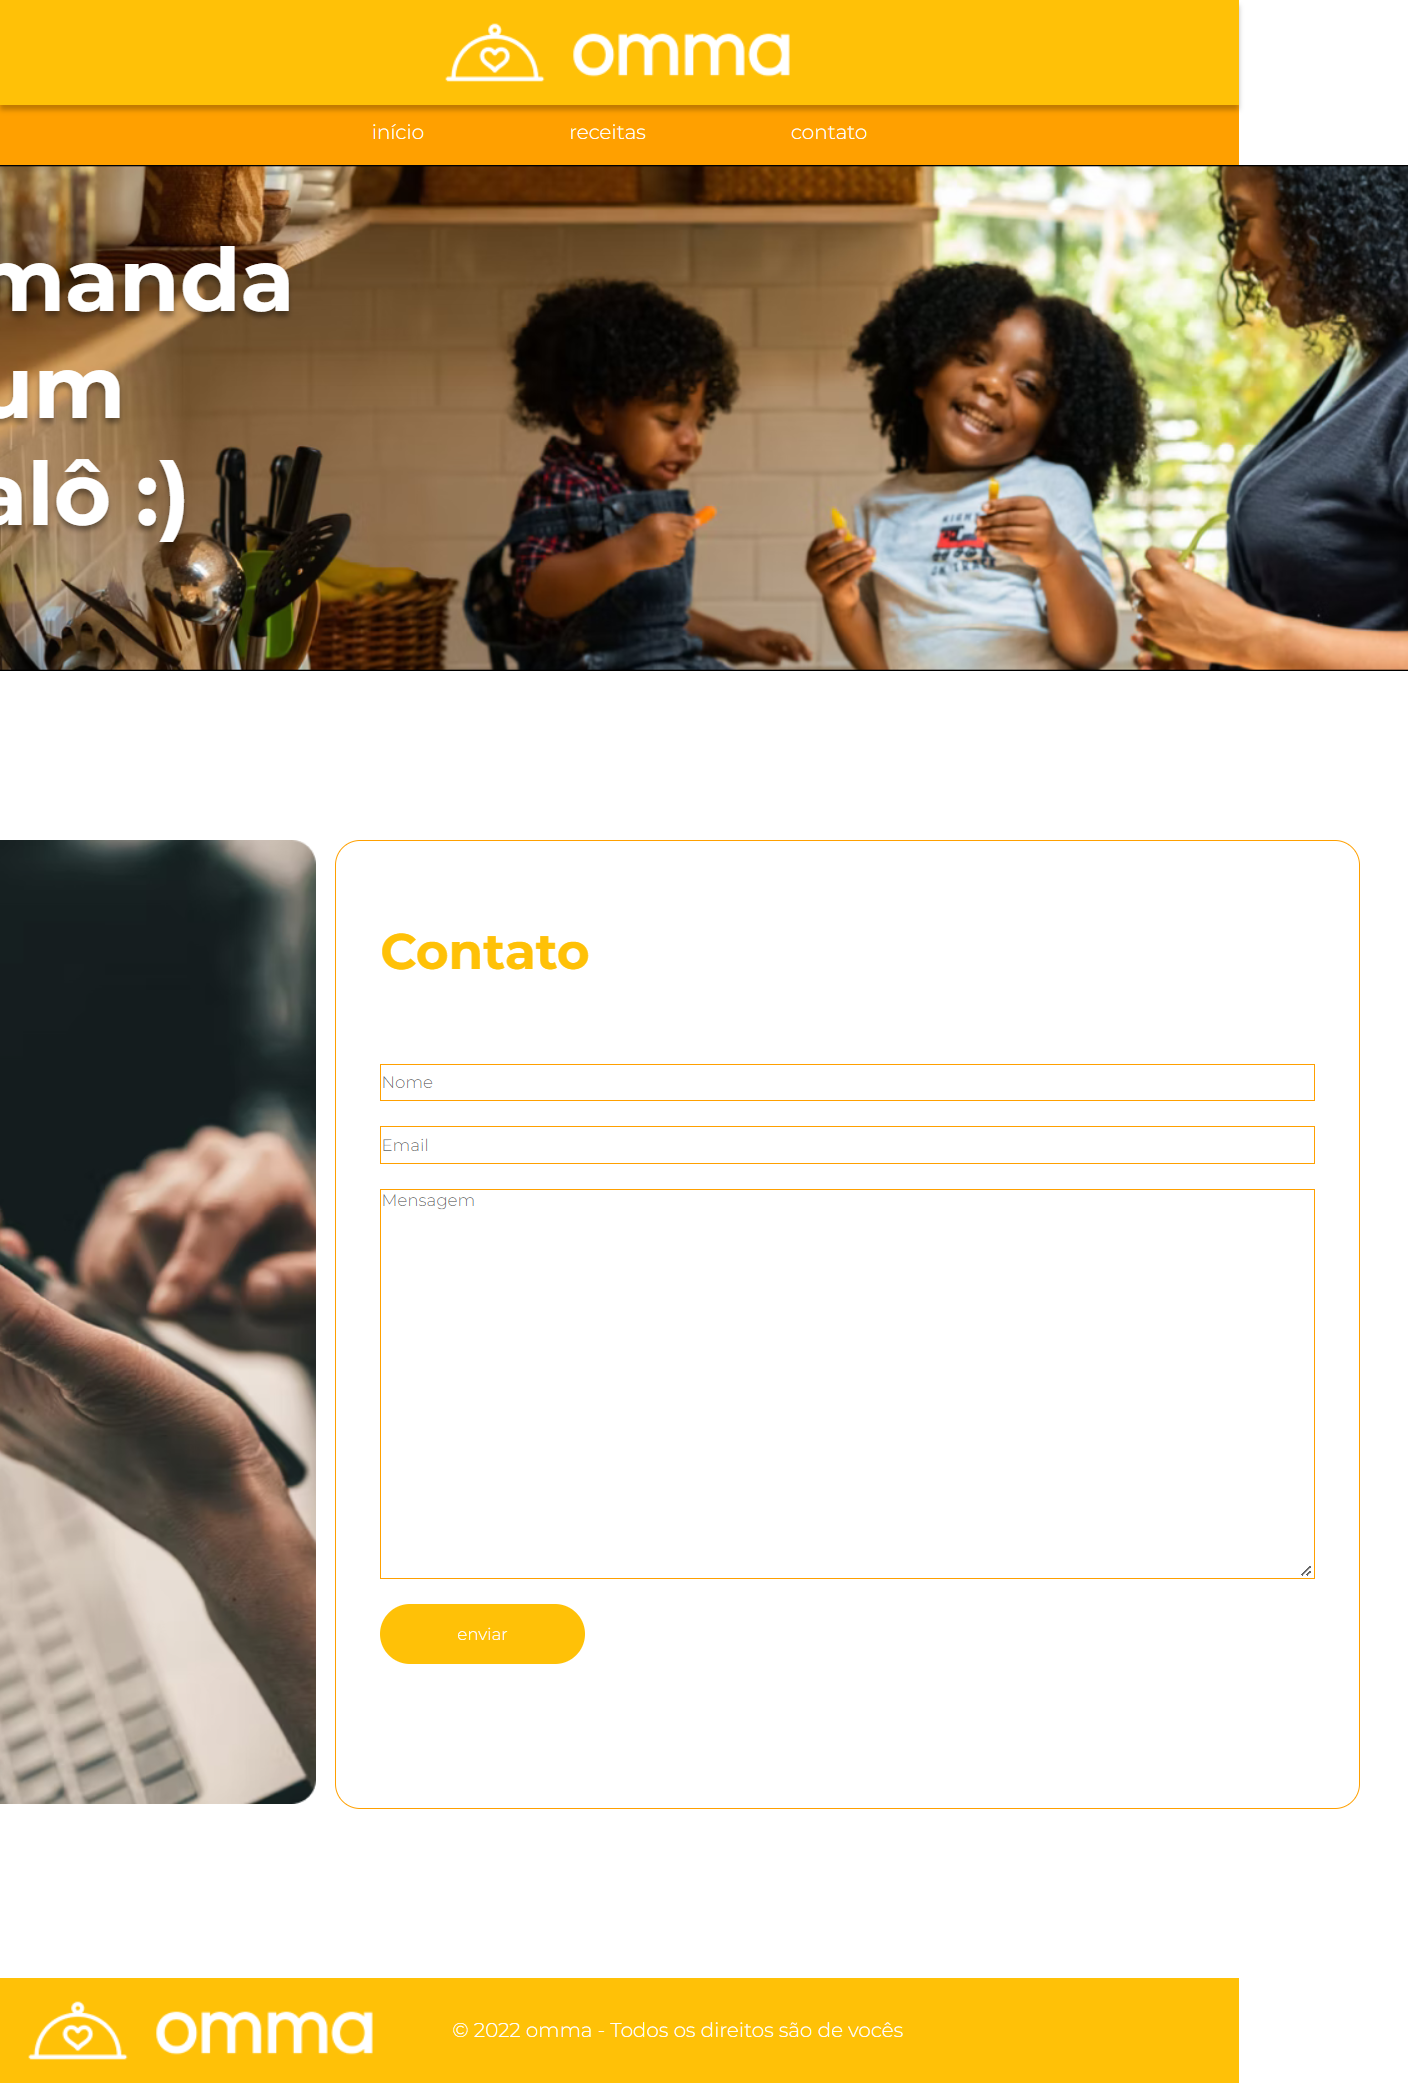 omma
início receitas contato
manda
um
alô :)
Contato
Nome
Email
Mensagem
enviar
omma © 2022 omma - Todos os direitos são de vocês